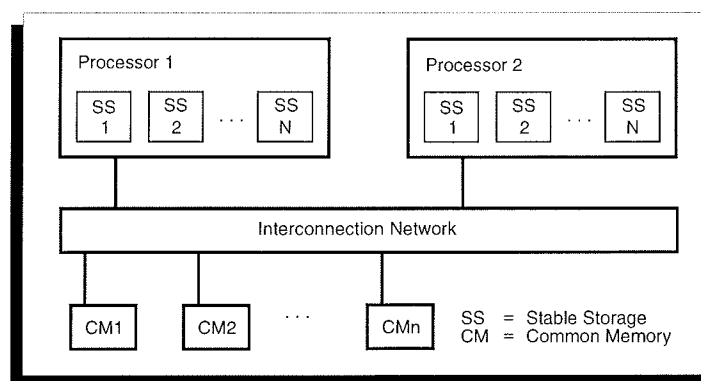 Processor 1
SS 1
SS 2
. . .
SS N
Processor 2
SS 1
SS 2
. . .
SS N
Interconnection Network
CM1
CM2
. . .
CMn
SS = Stable Storage
CM = Common Memory